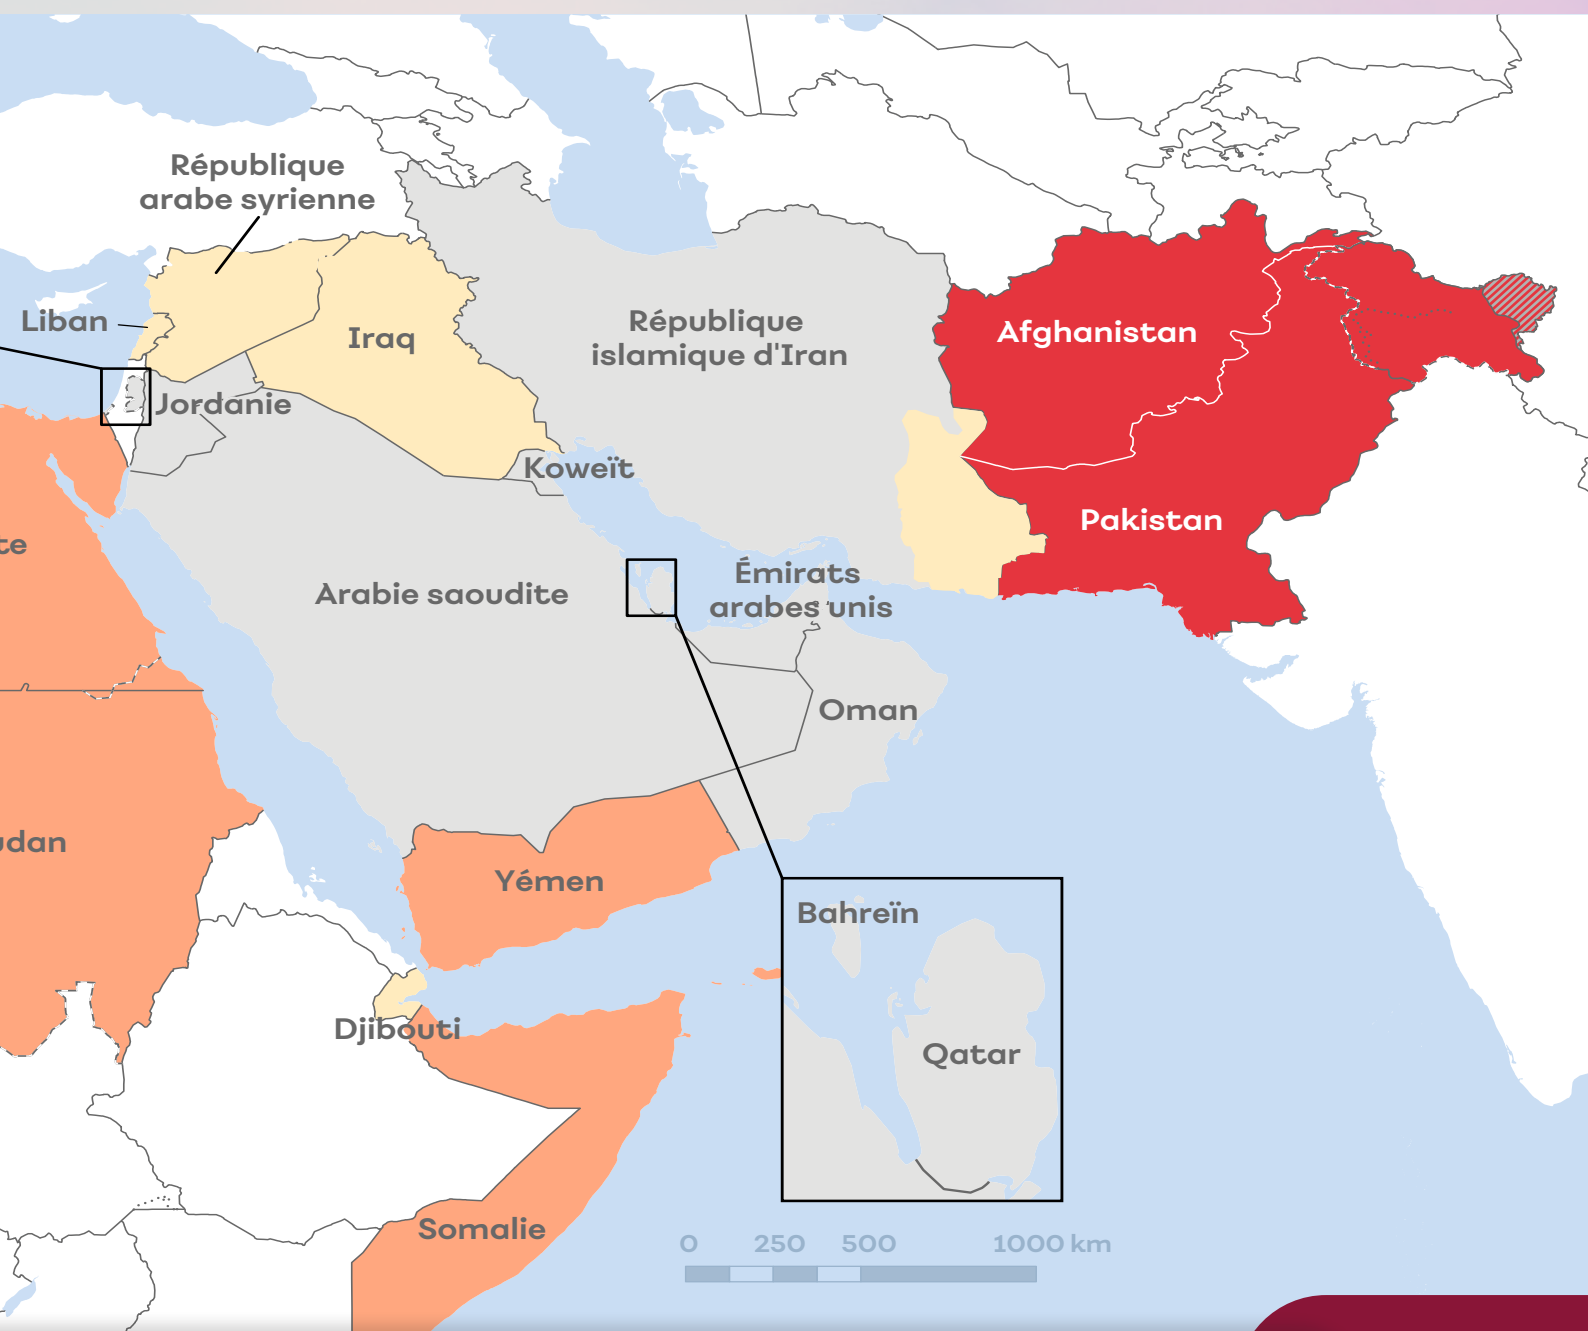 République
arabe syrienne
Liban
Iraq
République
islamique d'Iran
Afghanistan
Jordanie
Koweït
Pakistan
te
Émirats
arabes unis
Arabie saoudite
Oman
udan
Yémen
Bahreïn
Djibouti
Qatar
Somalie
0 250 500 1000 km